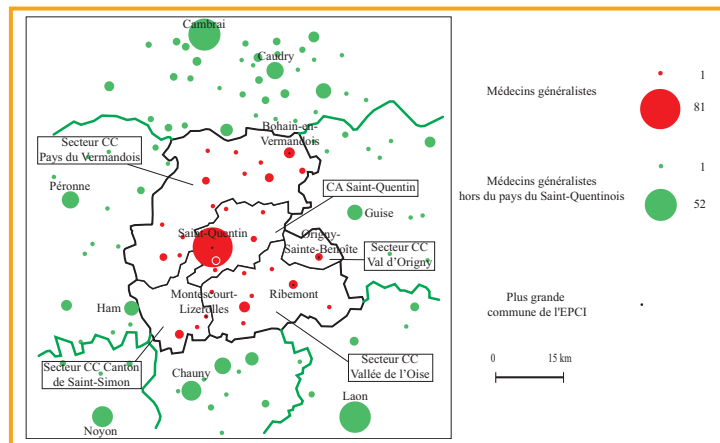 Cambrai
Caudry
Bohain-en-
Vermandois
Secteur CC
Pays du Vermandois
CA Saint-Quentin
Péronne
Guise
Saint-Quentin
Origny-
Sainte-Benoîte
Secteur CC
Val d'Origny
Ham
Montescourt-
Lizerolles
Ribemont
Secteur CC Canton
de Saint-Simon
Secteur CC
Vallée de l'Oise
Chauny
Laon
Noyon
Médecins généralistes
1
81
Médecins généralistes
hors du pays du Saint-Quentinois
1
52
Plus grande
commune de l'EPCI
0
15 km